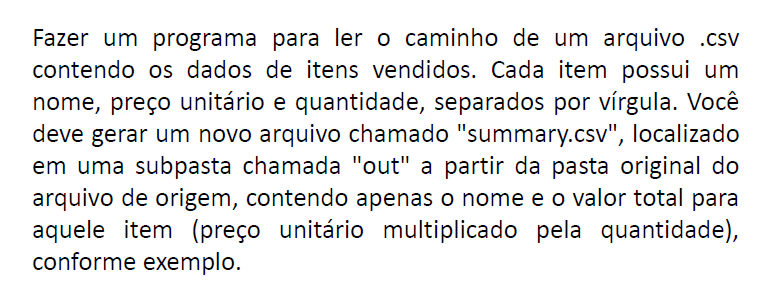 Fazer um programa para ler o caminho de um arquivo .csv
contendo os dados de itens vendidos. Cada item possui um
nome, preço unitário e quantidade, separados por vírgula. Você
deve gerar um novo arquivo chamado "summary.csv", localizado
em uma subpasta chamada "out" a partir da pasta original do
arquivo de origem, contendo apenas o nome e o valor total para
aquele item (preço unitário multiplicado pela quantidade),
conforme exemplo.